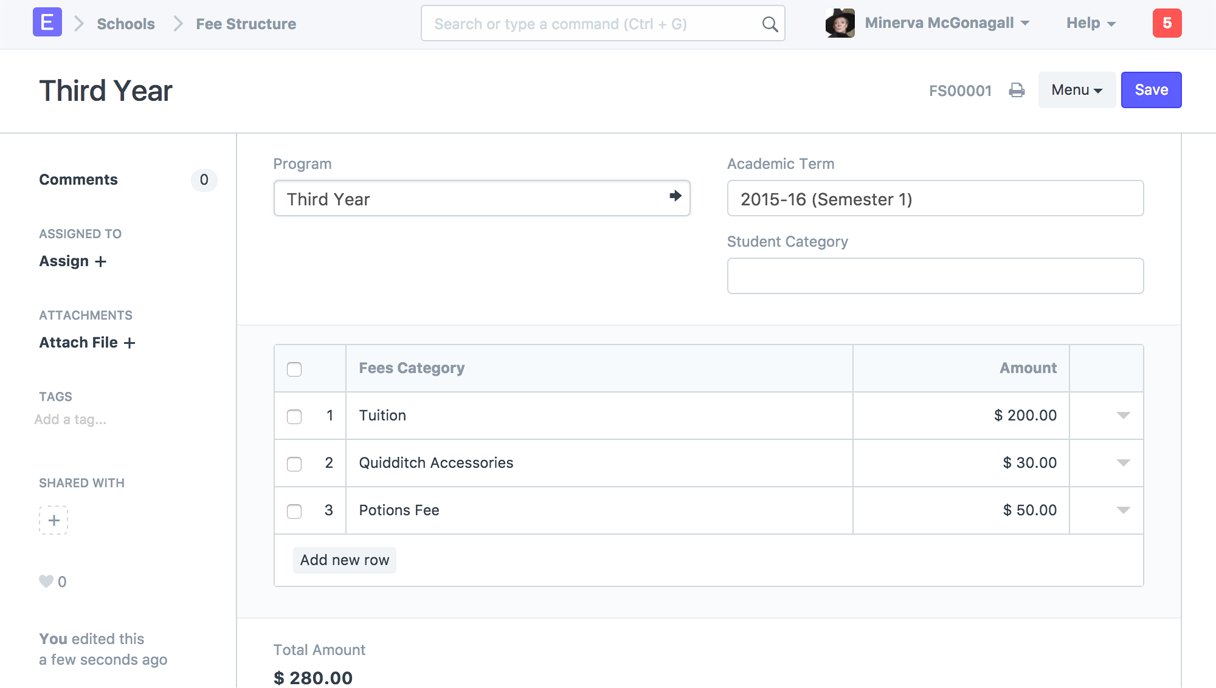 E Schools Fee Structure Search or type a command (Ctrl + G) Minerva McGonagall Help 5
Third Year FS00001 Menu Save
Comments 0
ASSIGNED TO
Assign +
ATTACHMENTS
Attach File +
TAGS
Add a tag...
SHARED WITH
+
0
You edited this
a few seconds ago
Program
Third Year
Academic Term
2015-16 (Semester 1)
Student Category
Fees Category Amount
1 Tuition $ 200.00
2 Quidditch Accessories $ 30.00
3 Potions Fee $ 50.00
Add new row
Total Amount
$ 280.00